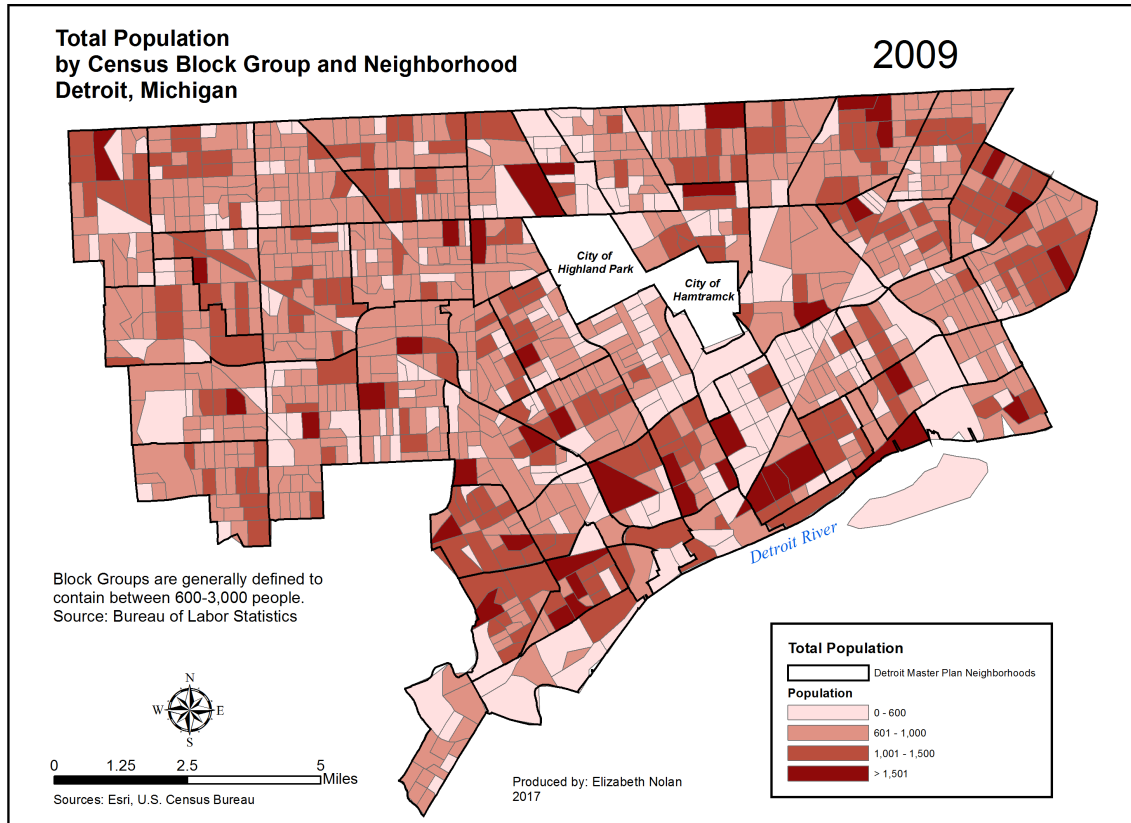 Total Population
by Census Block Group and Neighborhood
Detroit, Michigan
2009
City of
Highland Park
City of
Hamtramck
Detroit River
Block Groups are generally defined to
contain between 600-3,000 people.
Source: Bureau of Labor Statistics
N
W
E
S
0
1.25
2.5
5
Miles
Sources: Esri, U.S. Census Bureau
Produced by: Elizabeth Nolan
2017
Total Population
Detroit Master Plan Neighborhoods
Population
0 - 600
601 - 1,000
1,001 - 1,500
> 1,501